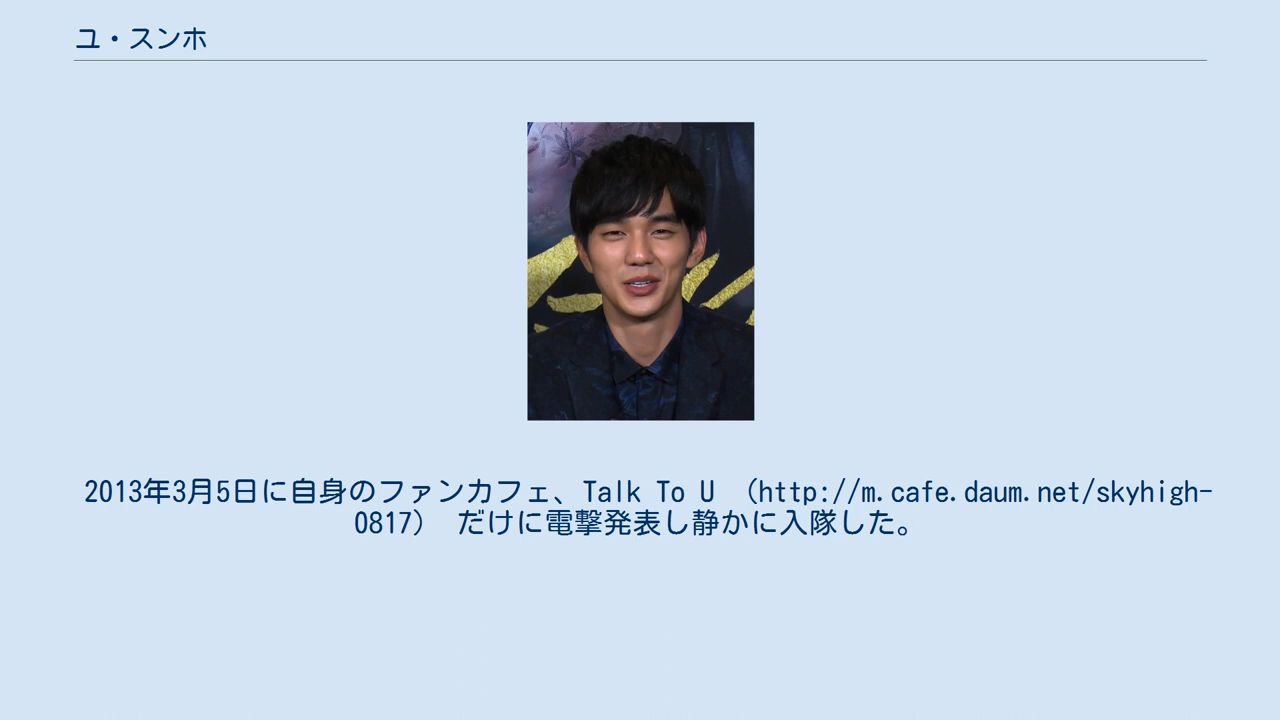 ユ・スンホ
2013年3月5日に自身のファンカフェ、Talk To U （http://m.cafe.daum.net/skyhigh-
0817） だけに電撃発表し静かに入隊した。